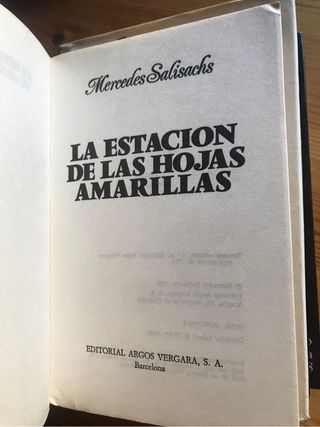 Mercedes Salisachs
LA ESTACION
DE LAS HOJAS
AMARILLAS
EDITORIAL ARGOS VERGARA, S. A.
Barcelona